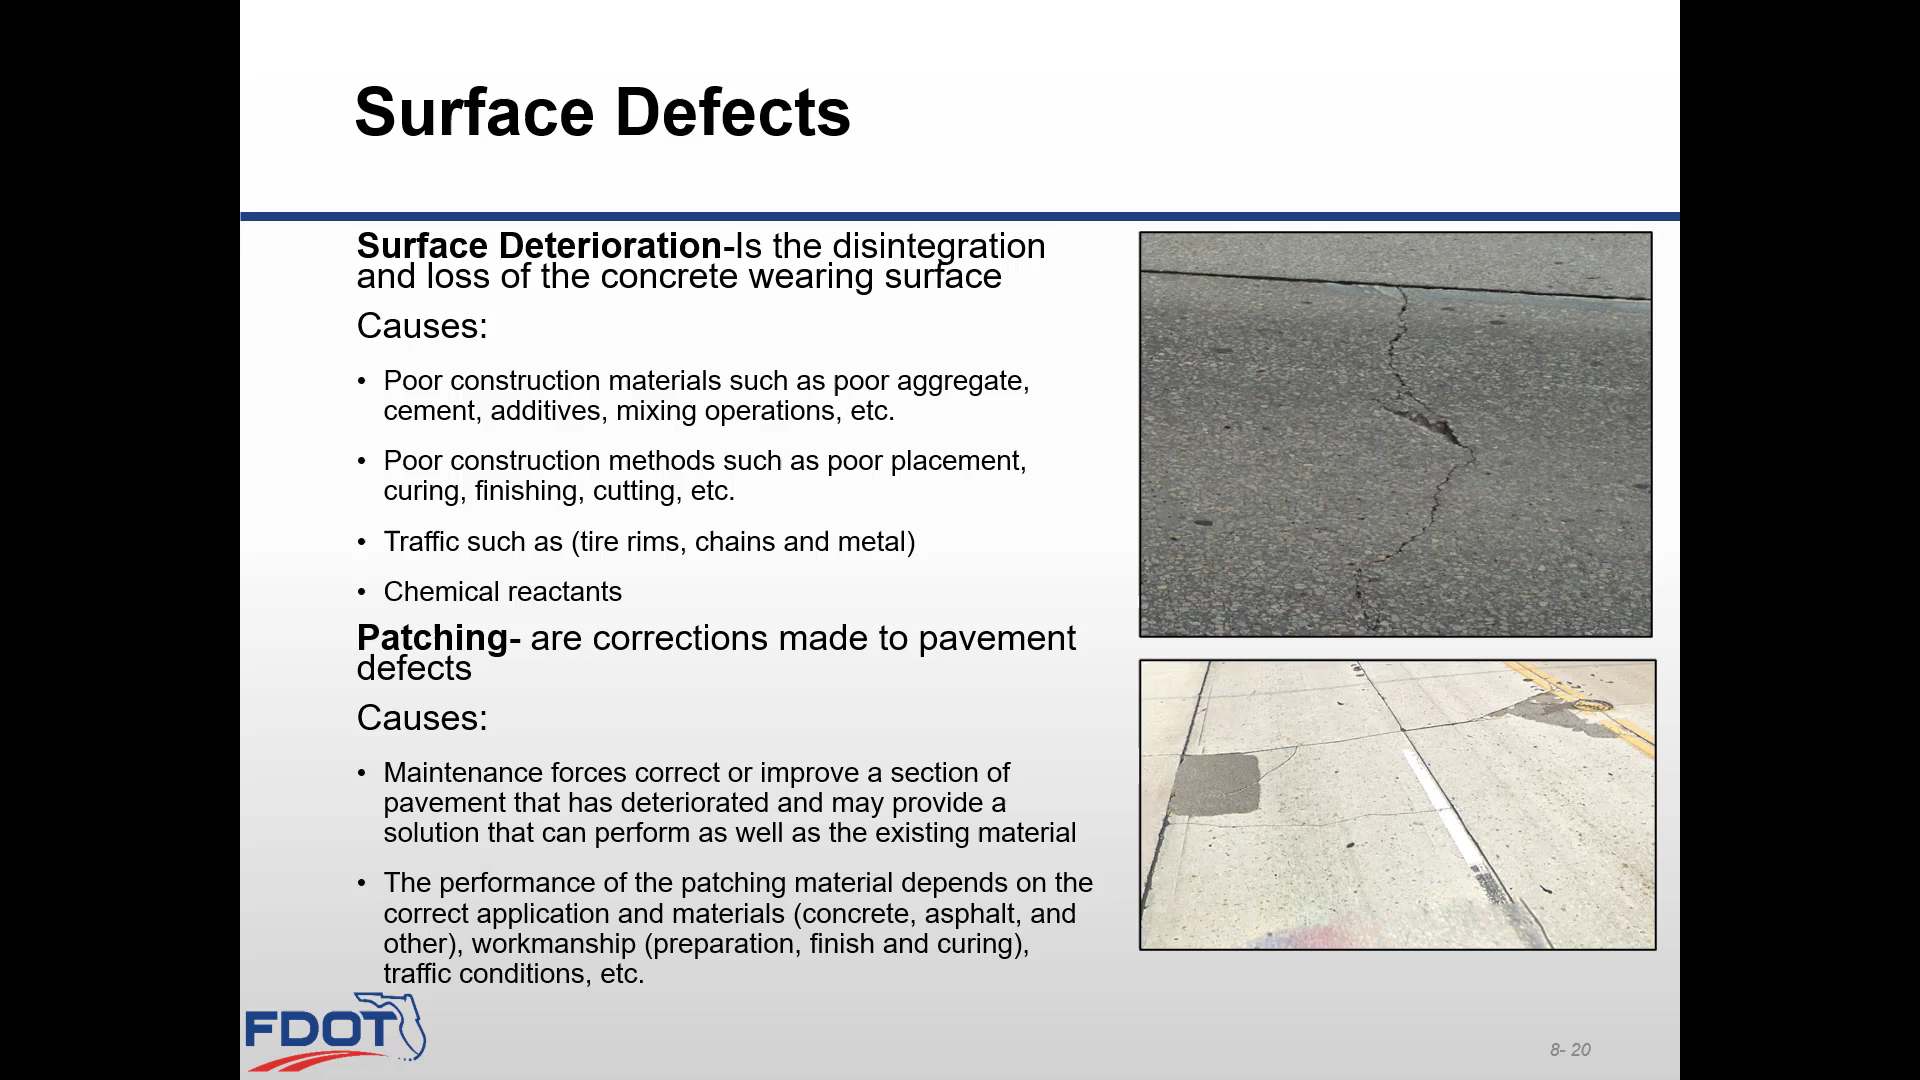 Surface Defects
Surface Deterioration-Is the disintegration
and loss of the concrete wearing surface
Causes:
• Poor construction materials such as poor aggregate,
cement, additives, mixing operations, etc.
• Poor construction methods such as poor placement,
curing, finishing, cutting, etc.
• Traffic such as (tire rims, chains and metal)
• Chemical reactants
Patching- are corrections made to pavement
defects
Causes:
• Maintenance forces correct or improve a section of
pavement that has deteriorated and may provide a
solution that can perform as well as the existing material
• The performance of the patching material depends on the
correct application and materials (concrete, asphalt, and
other), workmanship (preparation, finish and curing),
traffic conditions, etc.
FDOT
8- 20